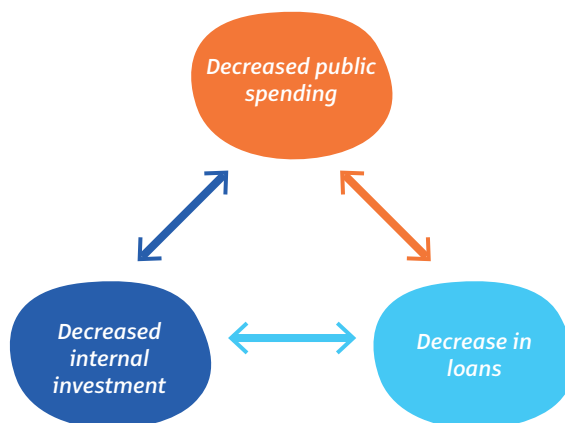 Decreased public
spending
Decreased
internal
investment
Decrease in
loans